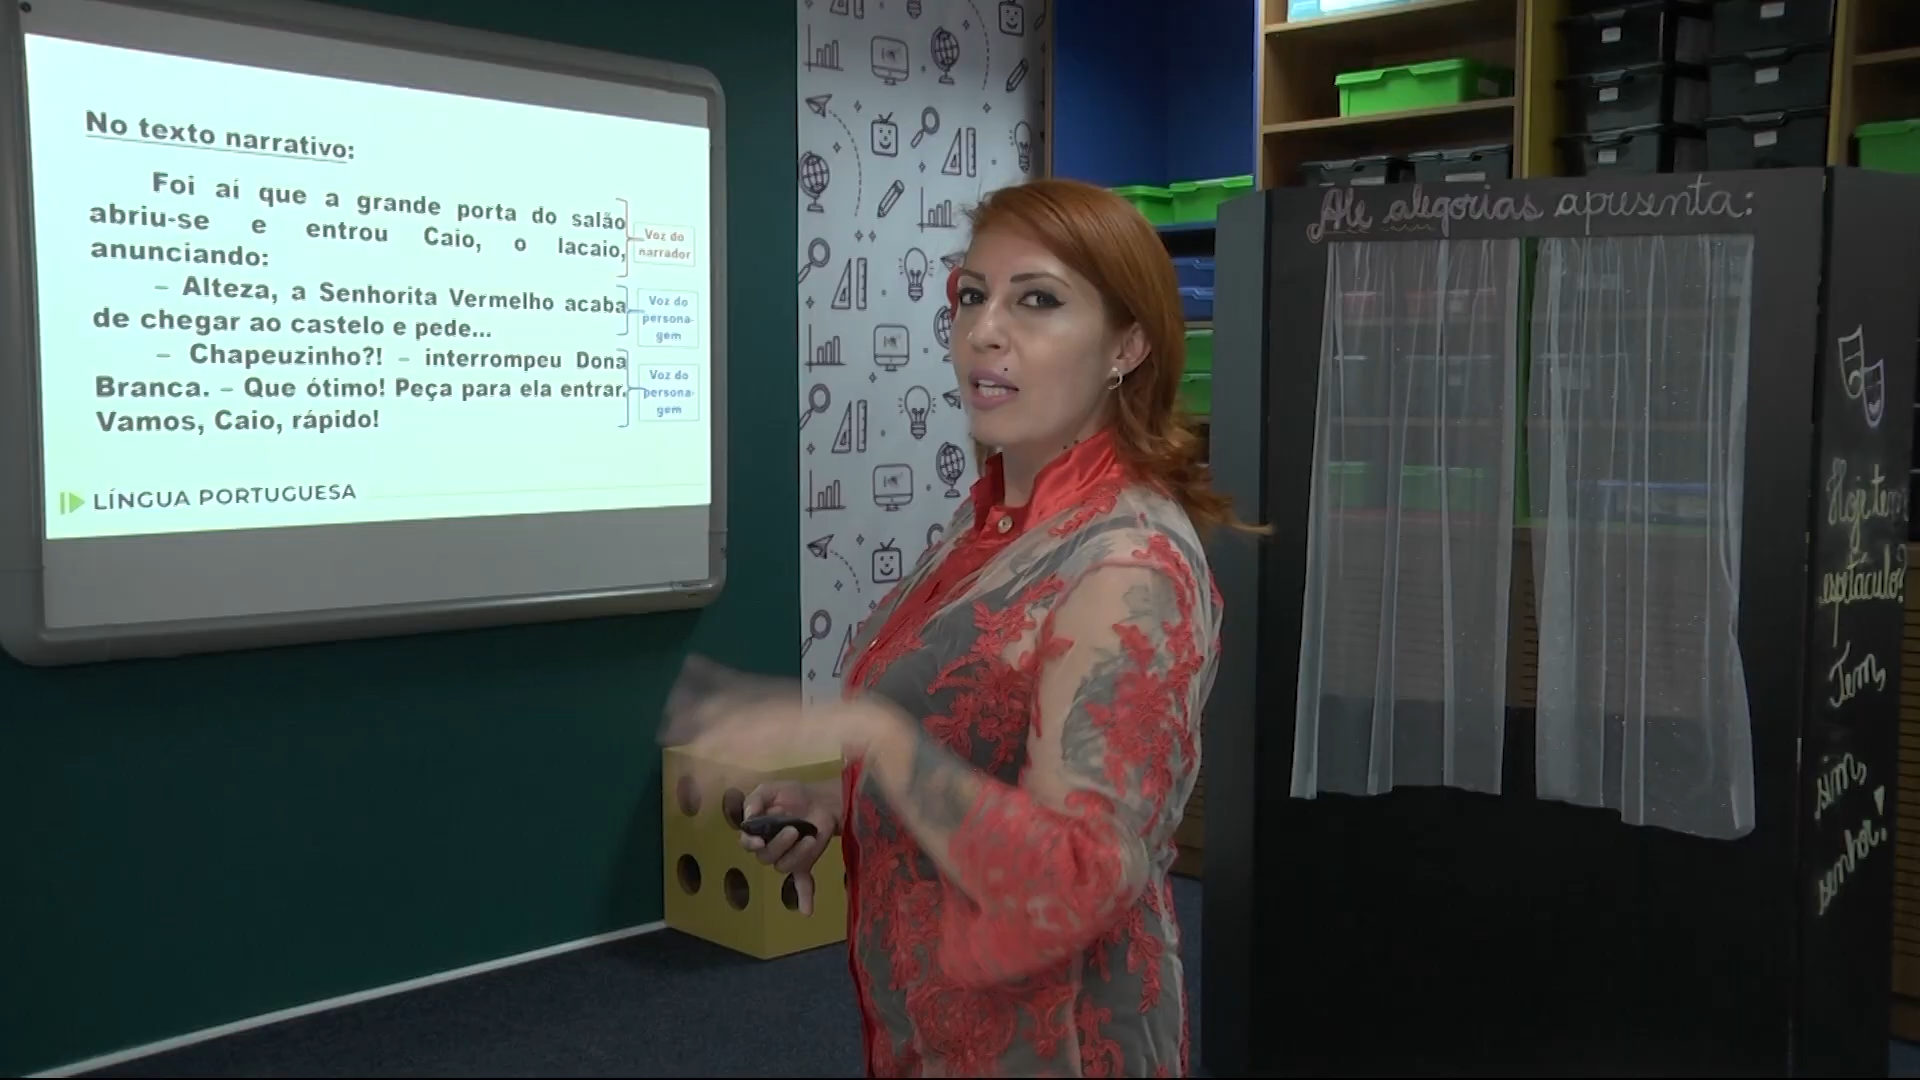 No texto narrativo:
Foi aí que a grande porta do salão
abriu-se e entrou Caio, o lacaio,
anunciando:
– Alteza, a Senhorita Vermelho acaba
de chegar ao castelo e pede...
– Chapeuzinho?! – interrompeu Dona
Branca. – Que ótimo! Peça para ela entrar.
Vamos, Caio, rápido!
Voz do
narrador
Voz do
persona-
gem
Voz do
persona-
gem
LÍNGUA PORTUGUESA
Ale alegorias apresenta:
Hoje tem
espetáculo?
Tem,
sim,
senhor!